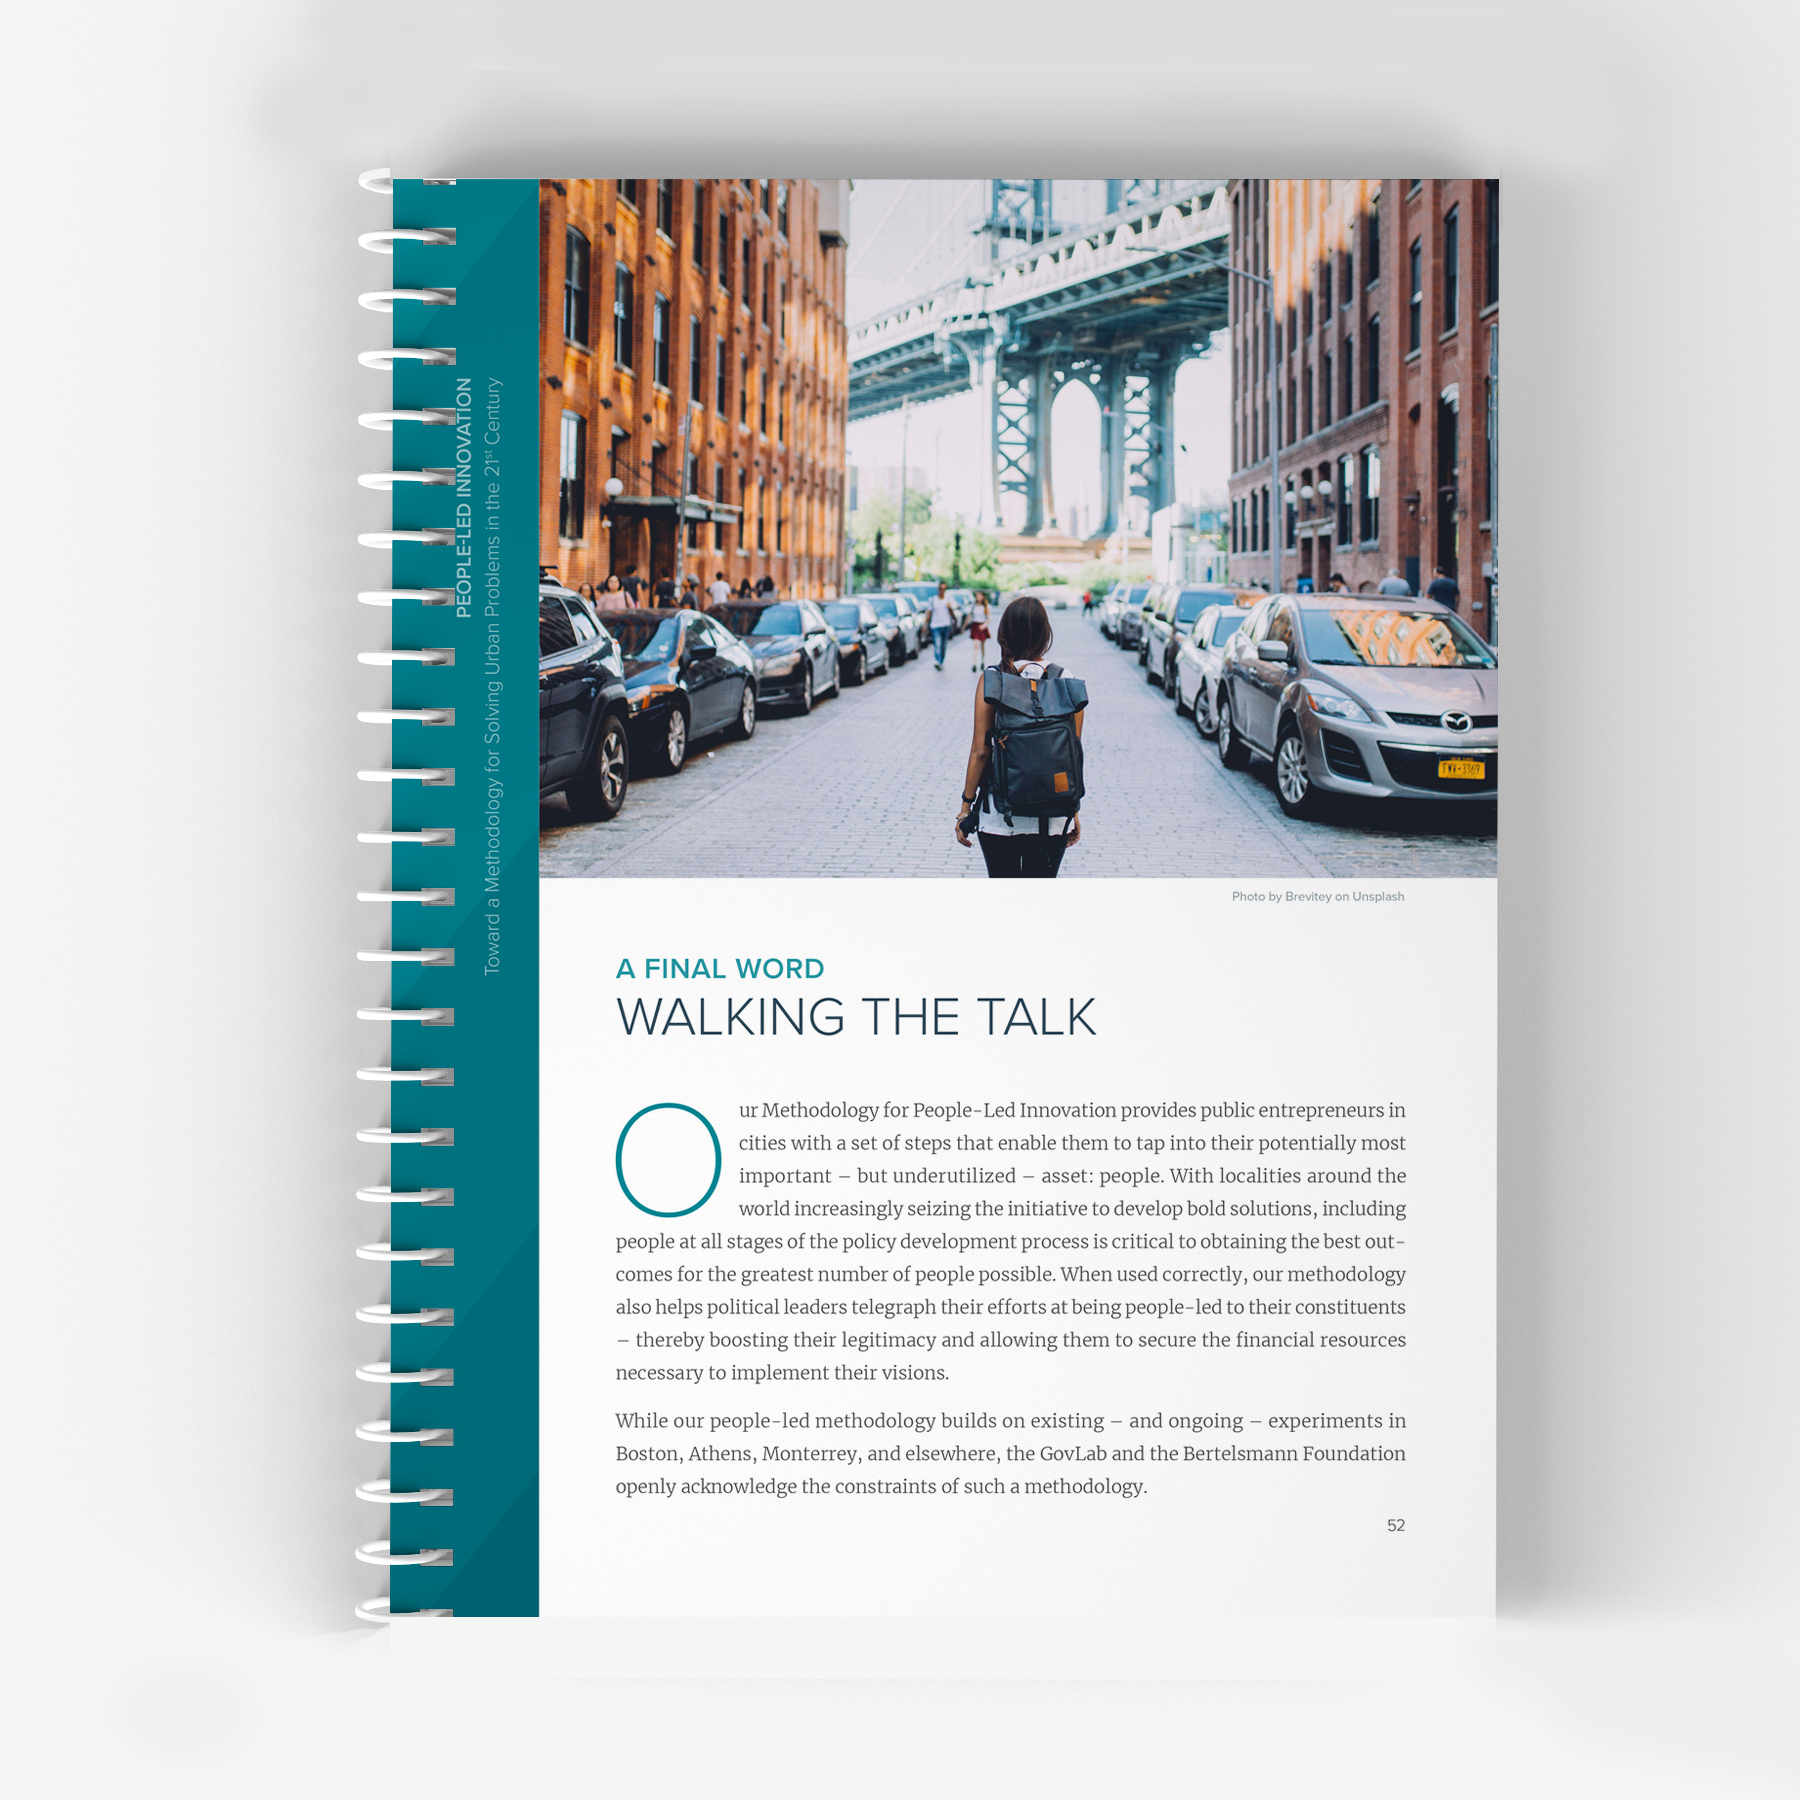 PEOPLE-LED INNOVATION
Toward a Methodology for Solving Urban Problems in the 21st Century
FWV-3369
Photo by Brevitey on Unsplash
A FINAL WORD
WALKING THE TALK
Our Methodology for People-Led Innovation provides public entrepreneurs in
cities with a set of steps that enable them to tap into their potentially most
important – but underutilized – asset: people. With localities around the
world increasingly seizing the initiative to develop bold solutions, including
people at all stages of the policy development process is critical to obtaining the best out-
comes for the greatest number of people possible. When used correctly, our methodology
also helps political leaders telegraph their efforts at being people-led to their constituents
– thereby boosting their legitimacy and allowing them to secure the financial resources
necessary to implement their visions.
While our people-led methodology builds on existing – and ongoing – experiments in
Boston, Athens, Monterrey, and elsewhere, the GovLab and the Bertelsmann Foundation
openly acknowledge the constraints of such a methodology.
52